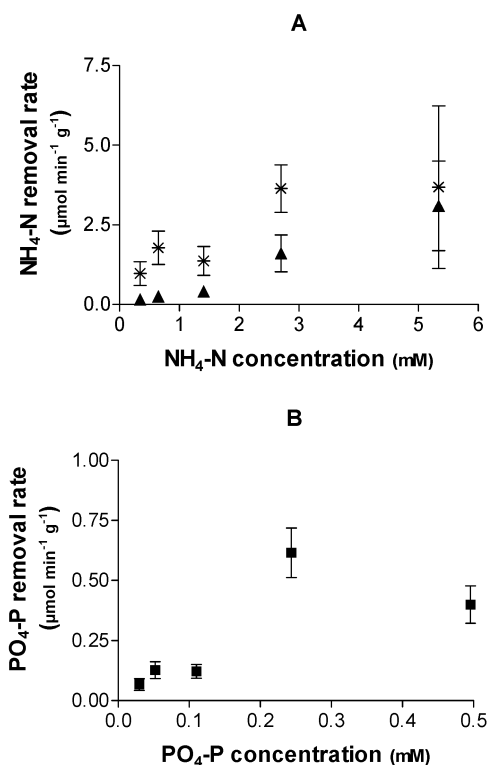 A
NH₄-N removal rate
(µmol min⁻¹ g⁻¹)
7.5
5.0
2.5
0.0
0 1 2 3 4 5 6
NH₄-N concentration (mM)
B
PO₄-P removal rate
(µmol min⁻¹ g⁻¹)
1.00
0.75
0.50
0.25
0.00
0.0 0.1 0.2 0.3 0.4 0.5
PO₄-P concentration (mM)